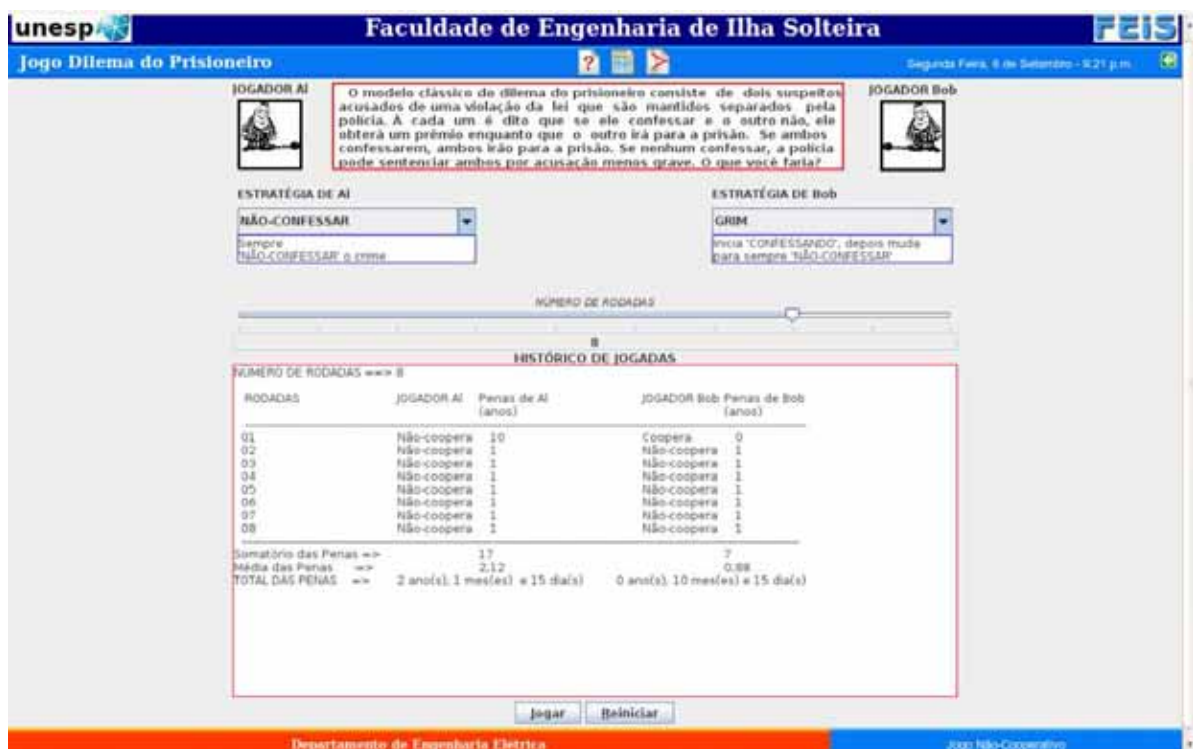 unesp
Faculdade de Engenharia de Ilha Solteira
FEIS
Jogo Dilema do Prisioneiro
?
Segunda Feira, 6 de Setembro - 9:21 p.m.
JOGADOR Al
JOGADOR Bob
O modelo clássico do dilema do prisioneiro consiste de dois suspeitos
acusados de uma violação da lei que são mantidos separados pela
polícia. A cada um é dito que se ele confessar e o outro não, ele
obterá um prêmio enquanto que o outro irá para a prisão. Se ambos
confessarem, ambos irão para a prisão. Se nenhum confessar, a polícia
pode sentenciar ambos por acusação menos grave. O que você faria?
ESTRATÉGIA DE Al
ESTRATÉGIA DE Bob
NÃO-CONFESSAR
GRIM
Sempre
'NÃO-CONFESSAR' o crime
Inicia 'CONFESSANDO', depois muda
para sempre 'NÃO-CONFESSAR'
NÚMERO DE RODADAS
8
HISTÓRICO DE JOGADAS
NÚMERO DE RODADAS ==> 8
RODADAS JOGADOR Al Penas de Al JOGADOR Bob Penas de Bob
(anos) (anos)
01 Não-coopera 10 Coopera 0
02 Não-coopera 1 Não-coopera 1
03 Não-coopera 1 Não-coopera 1
04 Não-coopera 1 Não-coopera 1
05 Não-coopera 1 Não-coopera 1
06 Não-coopera 1 Não-coopera 1
07 Não-coopera 1 Não-coopera 1
08 Não-coopera 1 Não-coopera 1
Somatório das Penas => 17 7
Média das Penas => 2,12 0,88
TOTAL DAS PENAS => 2 ano(s), 1 mes(es) e 15 dia(s) 0 ano(s), 10 mes(es) e 15 dia(s)
Jogar
Reiniciar
Departamento de Engenharia Elétrica
Jogo Não-Cooperativo